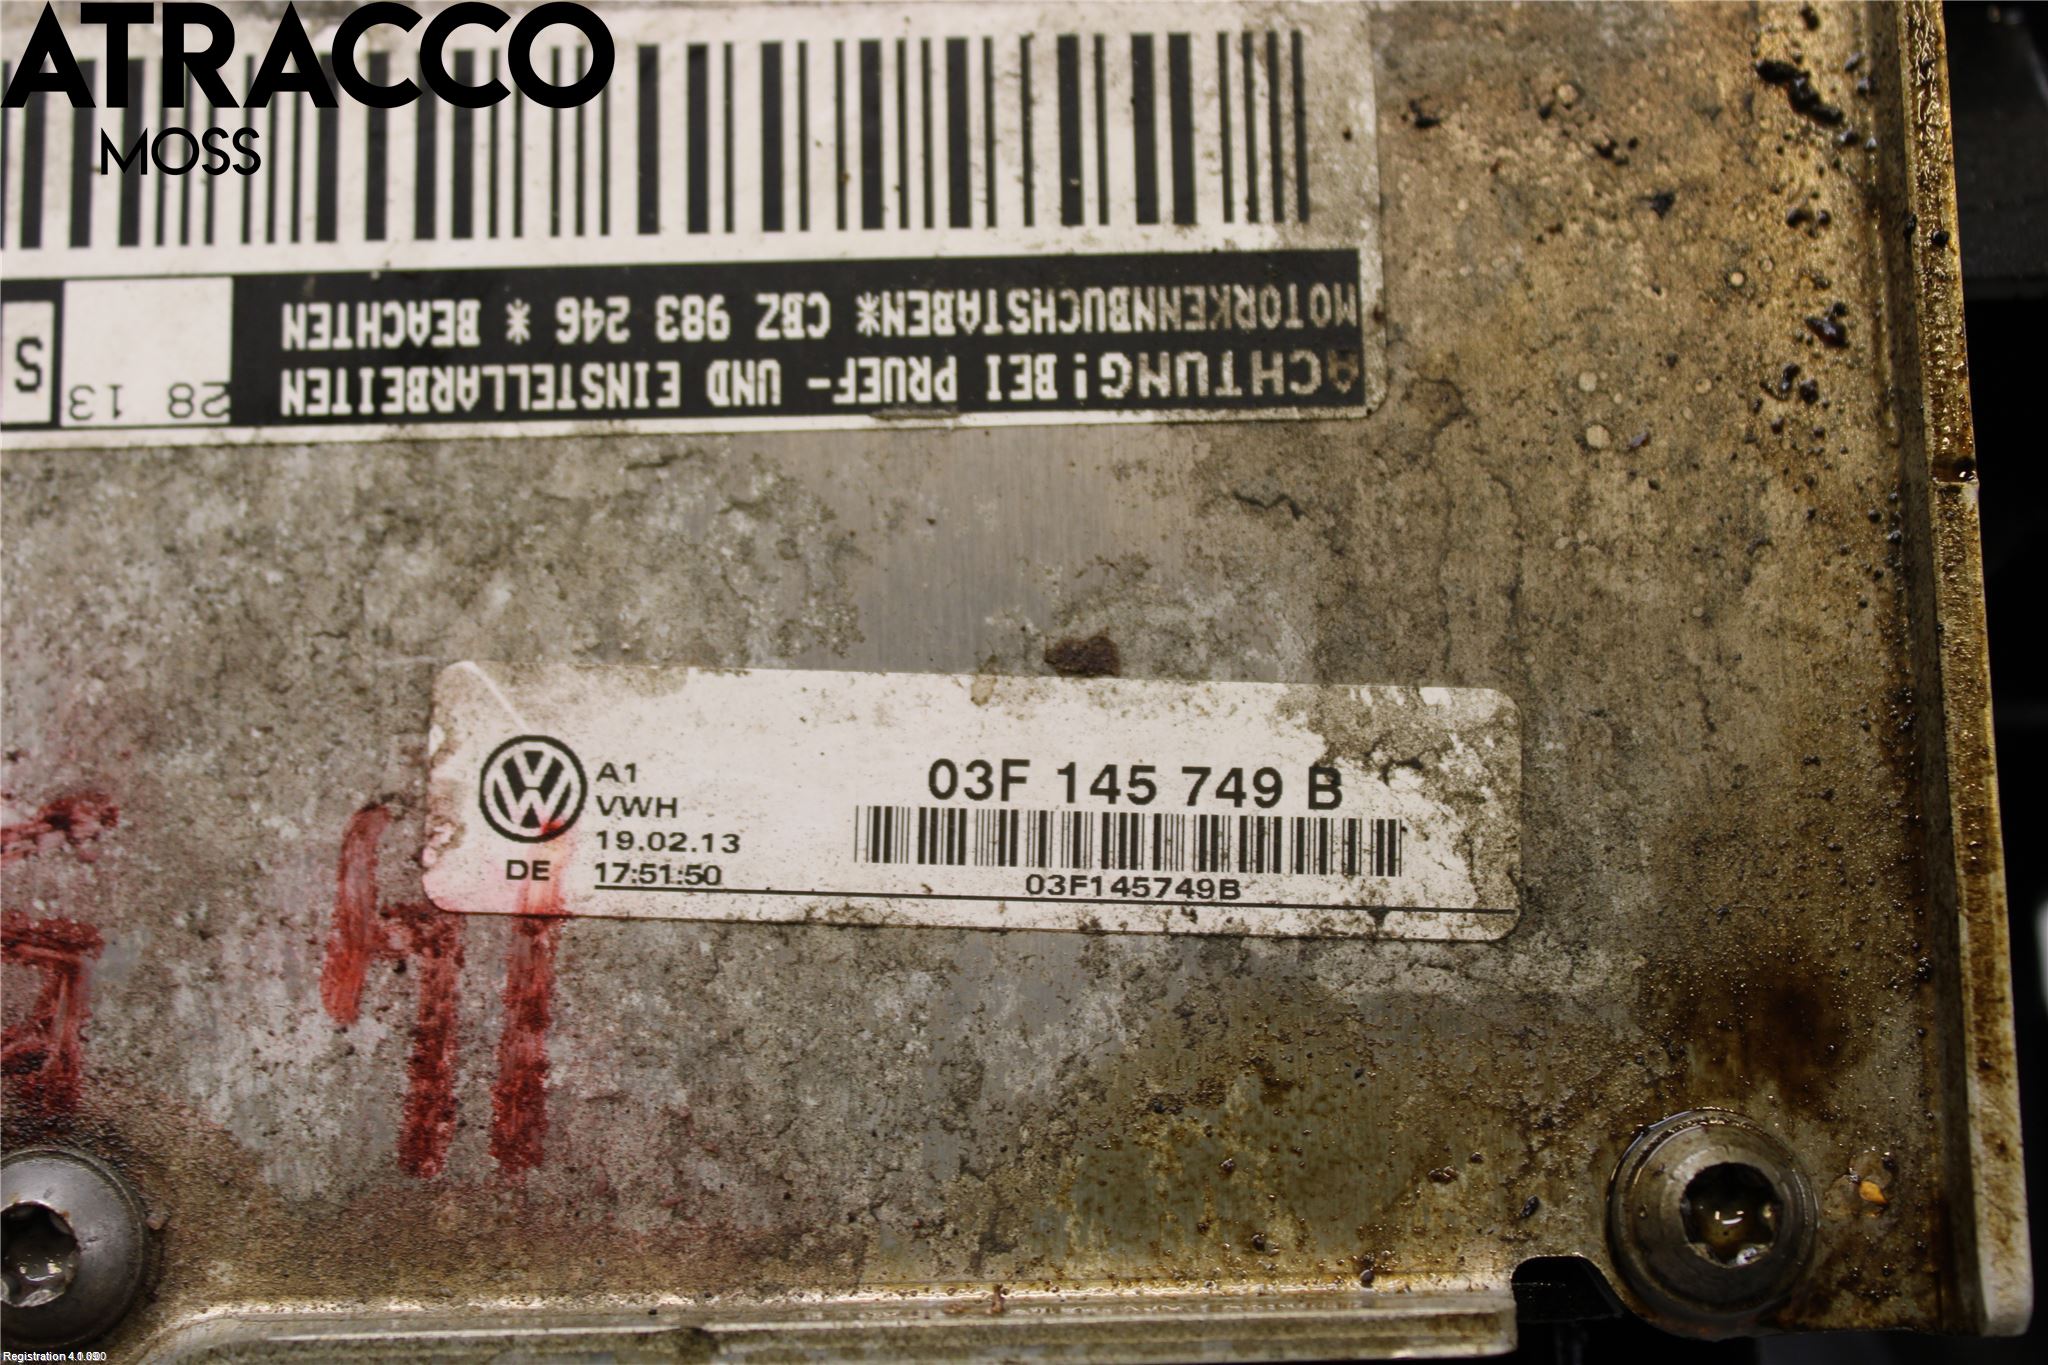 ATRACCO
MOSS
ACHTUNG! BEI PRUEF- UND EINSTELLARBEITEN
MOTORKENNBUCHSTABEN* CBZ 983 246 * BEACHTEN
28 13
S
A1
VWH
19.02.13
DE 17:51:50
03F 145 749 B
03F145749B